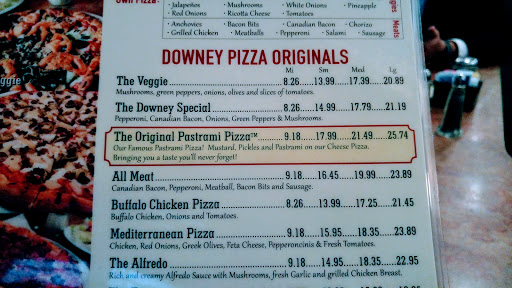 Own Pizza
· Jalapeños · Mushrooms · White Onions · Pineapple
· Red Onions · Ricotta Cheese · Tomatoes
· Anchovies · Bacon Bits · Canadian Bacon · Chorizo
· Grilled Chicken · Meatballs · Pepperoni · Salami · Sausage
Meats
DOWNEY PIZZA ORIGINALS
Mi Sm Med Lg
The Veggie 8.26 13.99 17.39 20.89
Mushrooms, green peppers, onions, olives and slices of tomatoes.
The Downey Special 8.26 14.99 17.79 21.19
Pepperoni, Canadian Bacon, Onions, Green Peppers & Mushrooms.
The Original Pastrami Pizza™ 9.18 17.99 21.49 25.74
Our Famous Pastrami Pizza! Mustard, Pickles and Pastrami on our Cheese Pizza.
Bringing you a taste you'll never forget!
All Meat 9.18 16.45 19.99 23.89
Canadian Bacon, Pepperoni, Meatball, Bacon Bits and Sausage.
Buffalo Chicken Pizza 8.26 13.99 17.25 21.45
Buffalo Chicken, Onions and Tomatoes.
Mediterranean Pizza 9.18 15.95 18.35 23.89
Chicken, Red Onions, Greek Olives, Feta Cheese, Pepperoncinis & Fresh Tomatoes.
The Alfredo 9.18 15.95 18.35 22.95
Rich and creamy Alfredo Sauce with Mushrooms, fresh Garlic and grilled Chicken Breast.